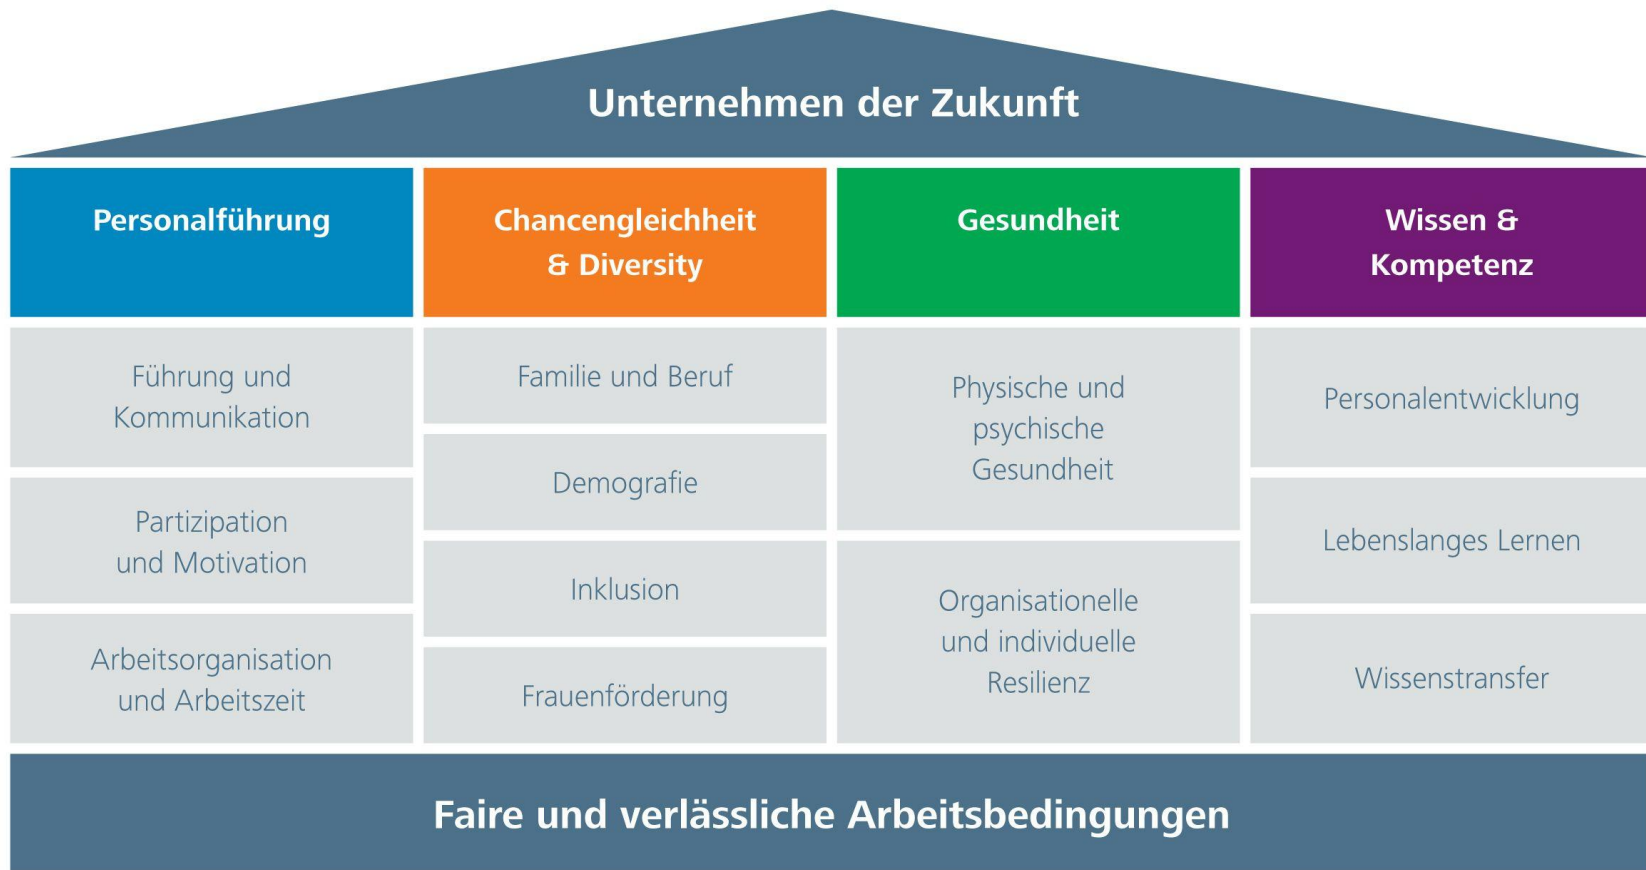 Unternehmen der Zukunft
Personalführung
Führung und
Kommunikation
Partizipation
und Motivation
Arbeitsorganisation
und Arbeitszeit
Chancengleichheit
& Diversity
Familie und Beruf
Demografie
Inklusion
Frauenförderung
Gesundheit
Physische und
psychische
Gesundheit
Organisationelle
und individuelle
Resilienz
Wissen &
Kompetenz
Personalentwicklung
Lebenslanges Lernen
Wissenstransfer
Faire und verlässliche Arbeitsbedingungen